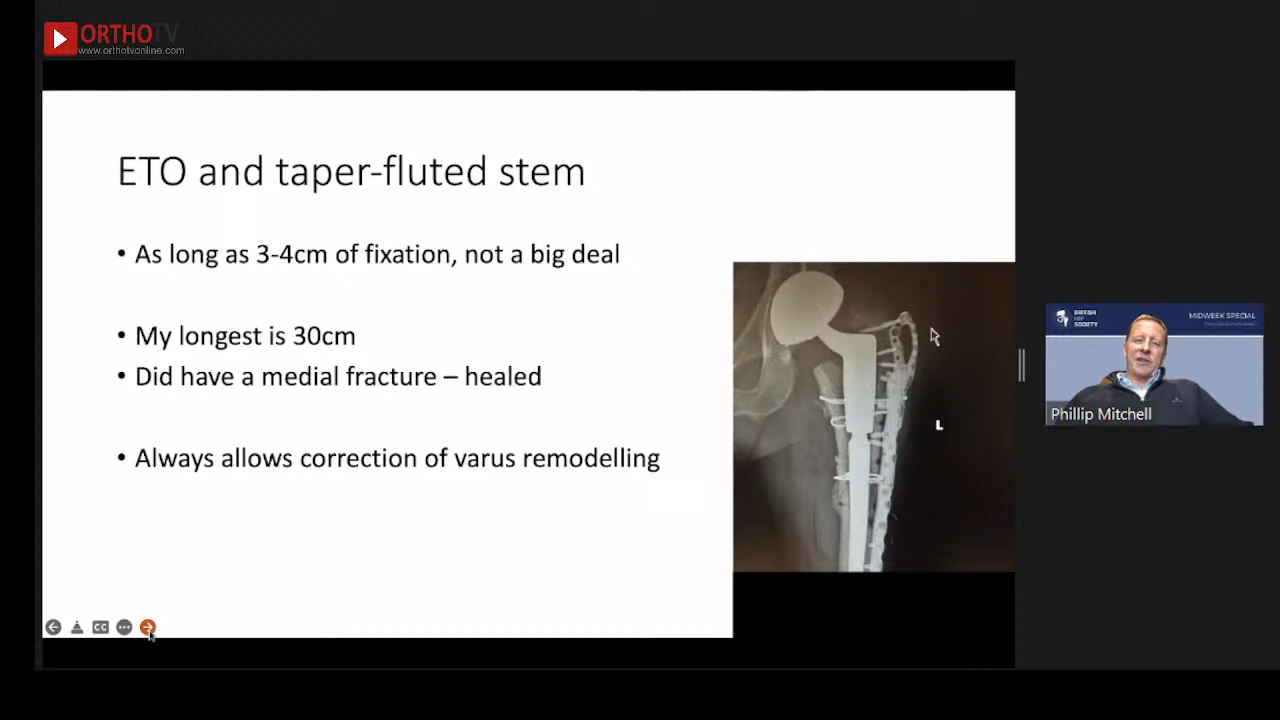 ORTHOTV
www.orthotvonline.com
ETO and taper-fluted stem
• As long as 3-4cm of fixation, not a big deal
• My longest is 30cm
• Did have a medial fracture – healed
• Always allows correction of varus remodelling
L
CC
BRITISH
HIP
SOCIETY
MIDWEEK SPECIAL
Phillip Mitchell